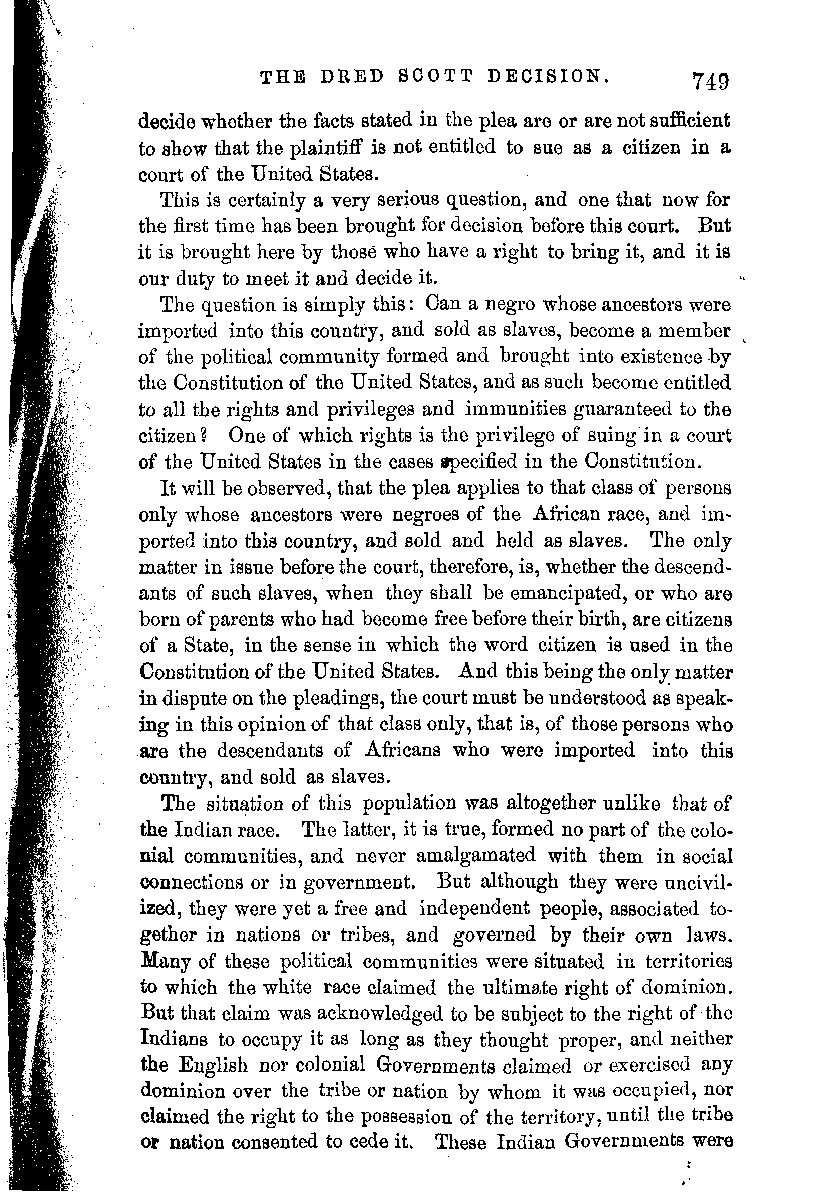 THE DRED SCOTT DECISION. 749
decide whether the facts stated in the plea are or are not sufficient
to show that the plaintiff is not entitled to sue as a citizen in a
court of the United States.
This is certainly a very serious question, and one that now for
the first time has been brought for decision before this court. But
it is brought here by those who have a right to bring it, and it is
our duty to meet it and decide it.
The question is simply this: Can a negro whose ancestors were
imported into this country, and sold as slaves, become a member
of the political community formed and brought into existence by
the Constitution of the United States, and as such become entitled
to all the rights and privileges and immunities guaranteed to the
citizen? One of which rights is the privilege of suing in a court
of the United States in the cases specified in the Constitution.
It will be observed, that the plea applies to that class of persons
only whose ancestors were negroes of the African race, and im-
ported into this country, and sold and held as slaves. The only
matter in issue before the court, therefore, is, whether the descend-
ants of such slaves, when they shall be emancipated, or who are
born of parents who had become free before their birth, are citizens
of a State, in the sense in which the word citizen is used in the
Constitution of the United States. And this being the only matter
in dispute on the pleadings, the court must be understood as speak-
ing in this opinion of that class only, that is, of those persons who
are the descendants of Africans who were imported into this
country, and sold as slaves.
The situation of this population was altogether unlike that of
the Indian race. The latter, it is true, formed no part of the colo-
nial communities, and never amalgamated with them in social
connections or in government. But although they were uncivil-
ized, they were yet a free and independent people, associated to-
gether in nations or tribes, and governed by their own laws.
Many of these political communities were situated in territories
to which the white race claimed the ultimate right of dominion.
But that claim was acknowledged to be subject to the right of the
Indians to occupy it as long as they thought proper, and neither
the English nor colonial Governments claimed or exercised any
dominion over the tribe or nation by whom it was occupied, nor
claimed the right to the possession of the territory, until the tribe
or nation consented to cede it. These Indian Governments were